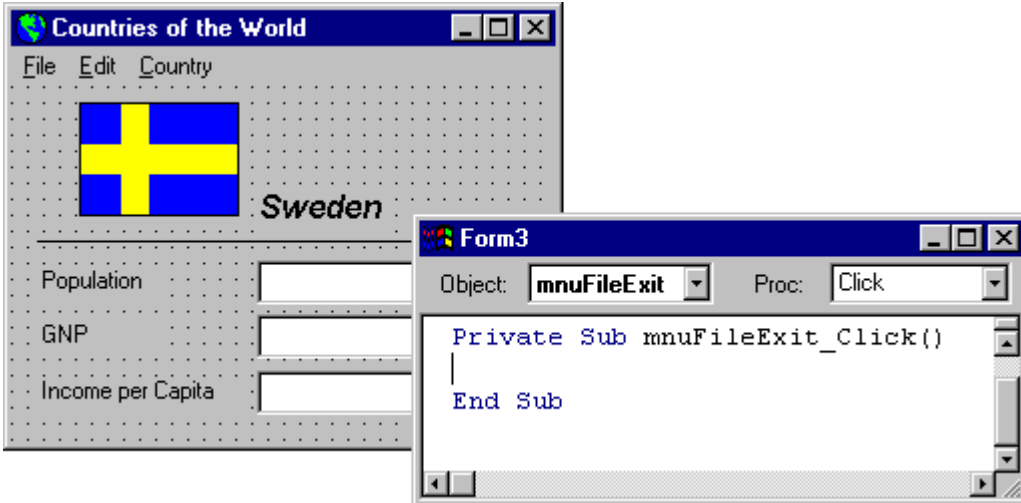 Countries of the World
File Edit Country
Sweden
Population
GNP
Income per Capita
Form3
Object: mnuFileExit Proc: Click
Private Sub mnuFileExit_Click()
End Sub